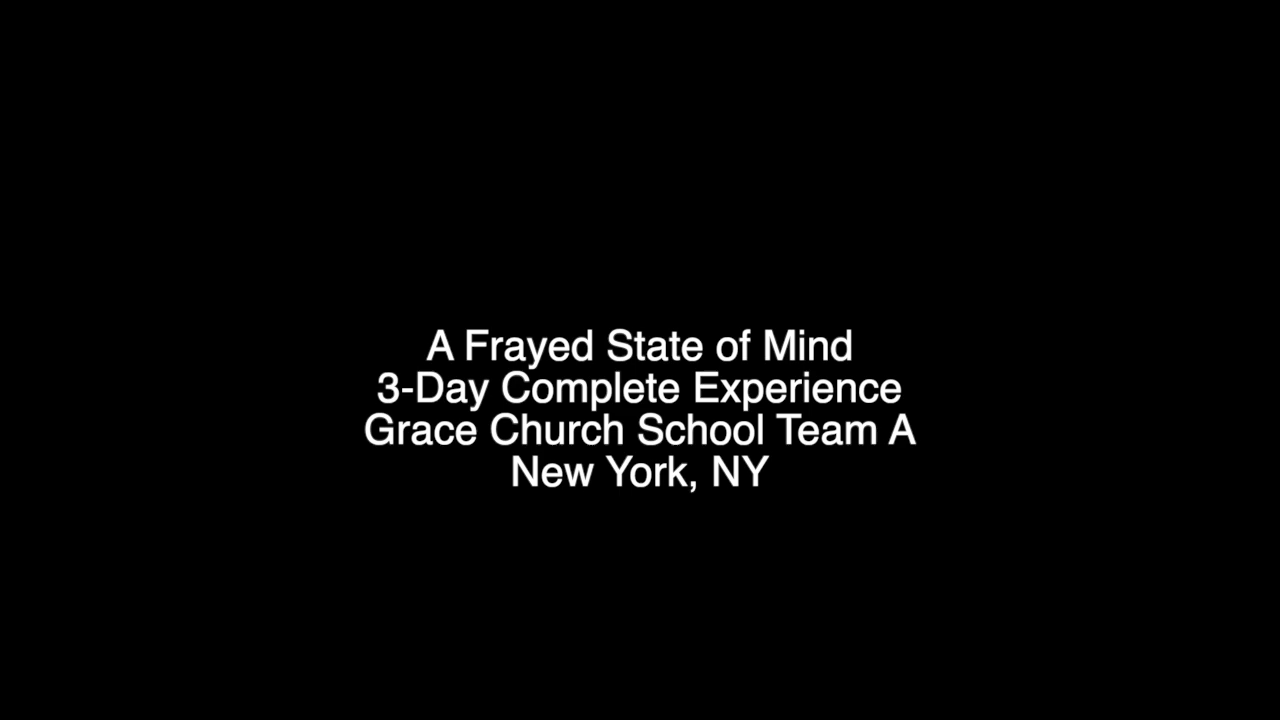 A Frayed State of Mind
3-Day Complete Experience
Grace Church School Team A
New York, NY